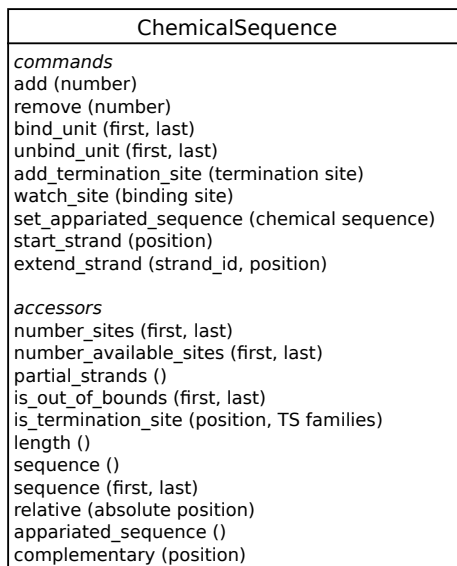 ChemicalSequence
commands
add (number)
remove (number)
bind_unit (first, last)
unbind_unit (first, last)
add_termination_site (termination site)
watch_site (binding site)
set_appariated_sequence (chemical sequence)
start_strand (position)
extend_strand (strand_id, position)
accessors
number_sites (first, last)
number_available_sites (first, last)
partial_strands ()
is_out_of_bounds (first, last)
is_termination_site (position, TS families)
length ()
sequence ()
sequence (first, last)
relative (absolute position)
appariated_sequence ()
complementary (position)